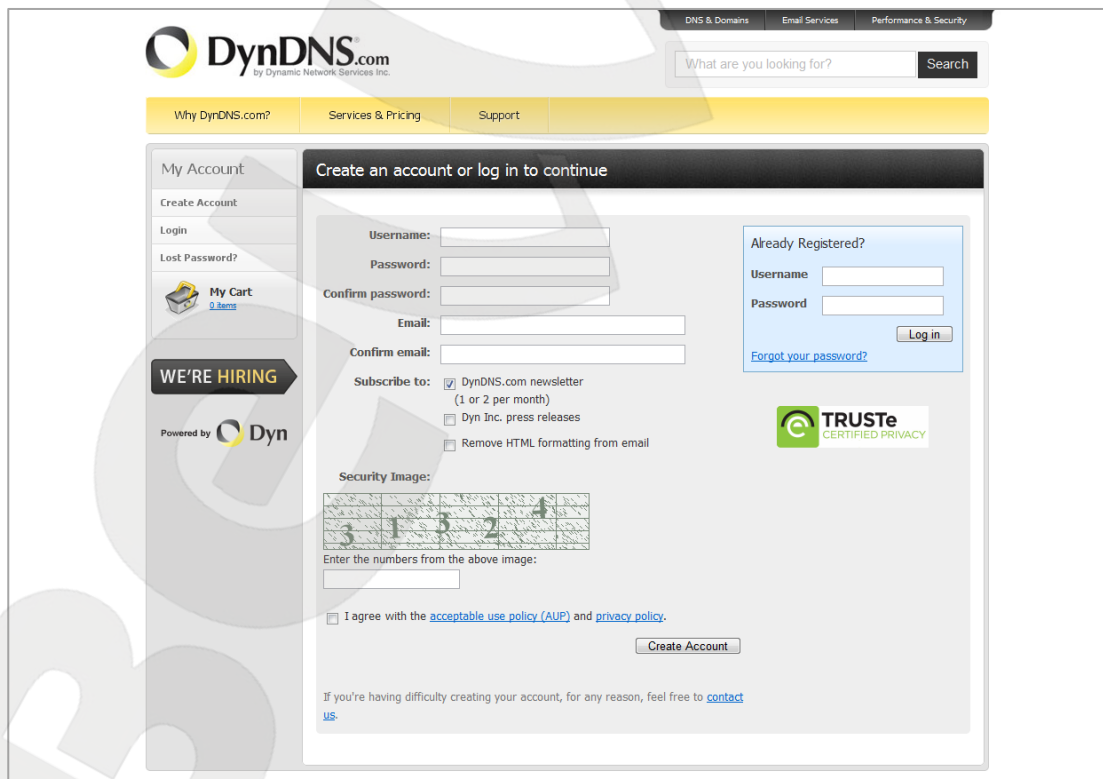 DNS & Domains Email Services Performance & Security
DynDNS.com
by Dynamic Network Services Inc.
What are you looking for? Search
Why DynDNS.com? Services & Pricing Support
My Account
Create Account
Login
Lost Password?
My Cart
0 items
WE'RE HIRING
Powered by Dyn
Create an account or log in to continue
Username:
Password:
Confirm password:
Email:
Confirm email:
Subscribe to: DynDNS.com newsletter
(1 or 2 per month)
Dyn Inc. press releases
Remove HTML formatting from email
Security Image:
3 1 3 2 4
Enter the numbers from the above image:
I agree with the acceptable use policy (AUP) and privacy policy.
Create Account
If you're having difficulty creating your account, for any reason, feel free to contact
us.
Already Registered?
Username
Password
Log in
Forgot your password?
TRUSTe
CERTIFIED PRIVACY